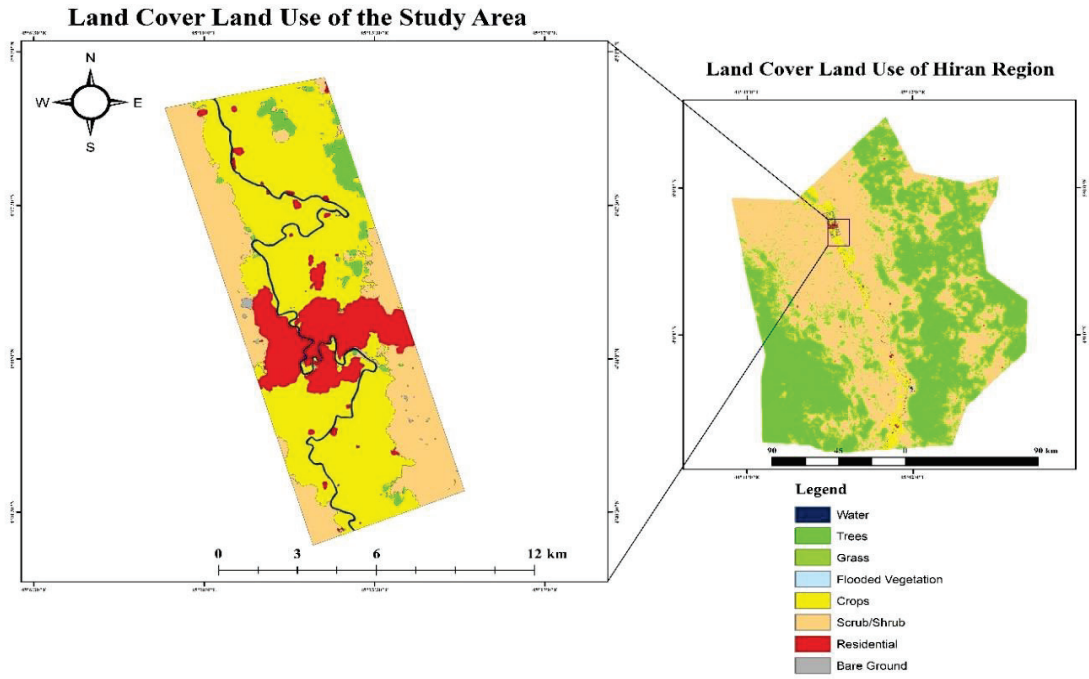 Land Cover Land Use of the Study Area
N
W E
S
0 3 6 12 km
Land Cover Land Use of Hiran Region
90 45 0 90 km
Legend
Water
Trees
Grass
Flooded Vegetation
Crops
Scrub/Shrub
Residential
Bare Ground